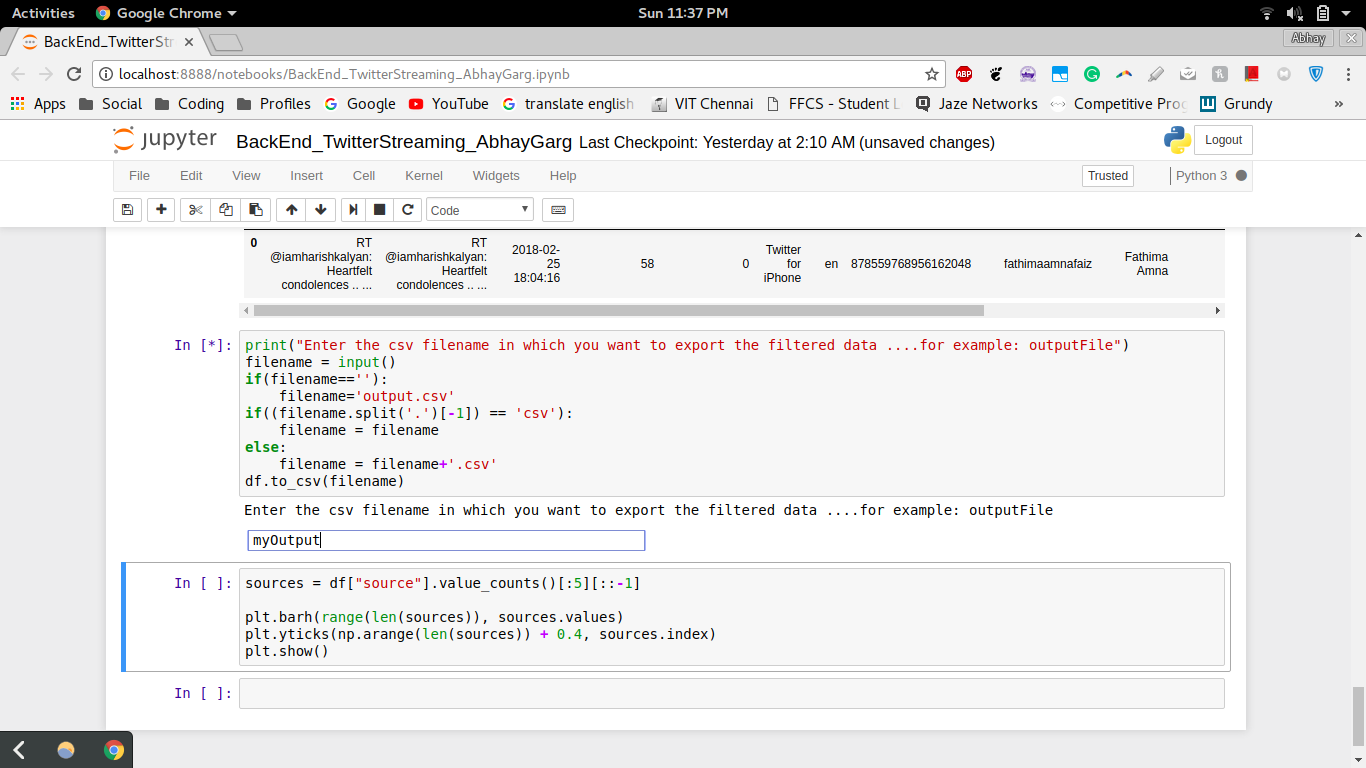 Activities Google Chrome Sun 11:37 PM
BackEnd_TwitterStr Abhay
localhost:8888/notebooks/BackEnd_TwitterStreaming_AbhayGarg.ipynb ABP
Apps Social Coding Profiles Google YouTube translate english VIT Chennai FFCS - Student L Jaze Networks Competitive Prog Grundy »
jupyter BackEnd_TwitterStreaming_AbhayGarg Last Checkpoint: Yesterday at 2:10 AM (unsaved changes) Logout
File Edit View Insert Cell Kernel Widgets Help Trusted Python 3
Code
0 RT @iamharishkalyan: Heartfelt condolences .. ... RT @iamharishkalyan: Heartfelt condolences .. ... 2018-02-25 18:04:16 58 0 Twitter for iPhone en 878559768956162048 fathimaamnafaiz Fathima Amna
In [*]: print("Enter the csv filename in which you want to export the filtered data ....for example: outputFile")
filename = input()
if(filename==''):
    filename='output.csv'
if((filename.split('.')[-1]) == 'csv'):
    filename = filename
else:
    filename = filename+'.csv'
df.to_csv(filename)
Enter the csv filename in which you want to export the filtered data ....for example: outputFile
myOutput
In [ ]: sources = df["source"].value_counts()[:5][::-1]
plt.barh(range(len(sources)), sources.values)
plt.yticks(np.arange(len(sources)) + 0.4, sources.index)
plt.show()
In [ ]: